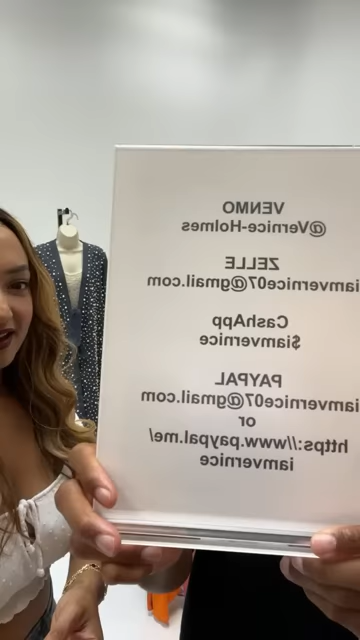 VENMO
@Vernice-Holmes
ZELLE
iamvernice07@gmail.com
CashApp
$iamvernice
PAYPAL
iamvernice07@gmail.com
or
https://www.paypal.me/
iamvernice